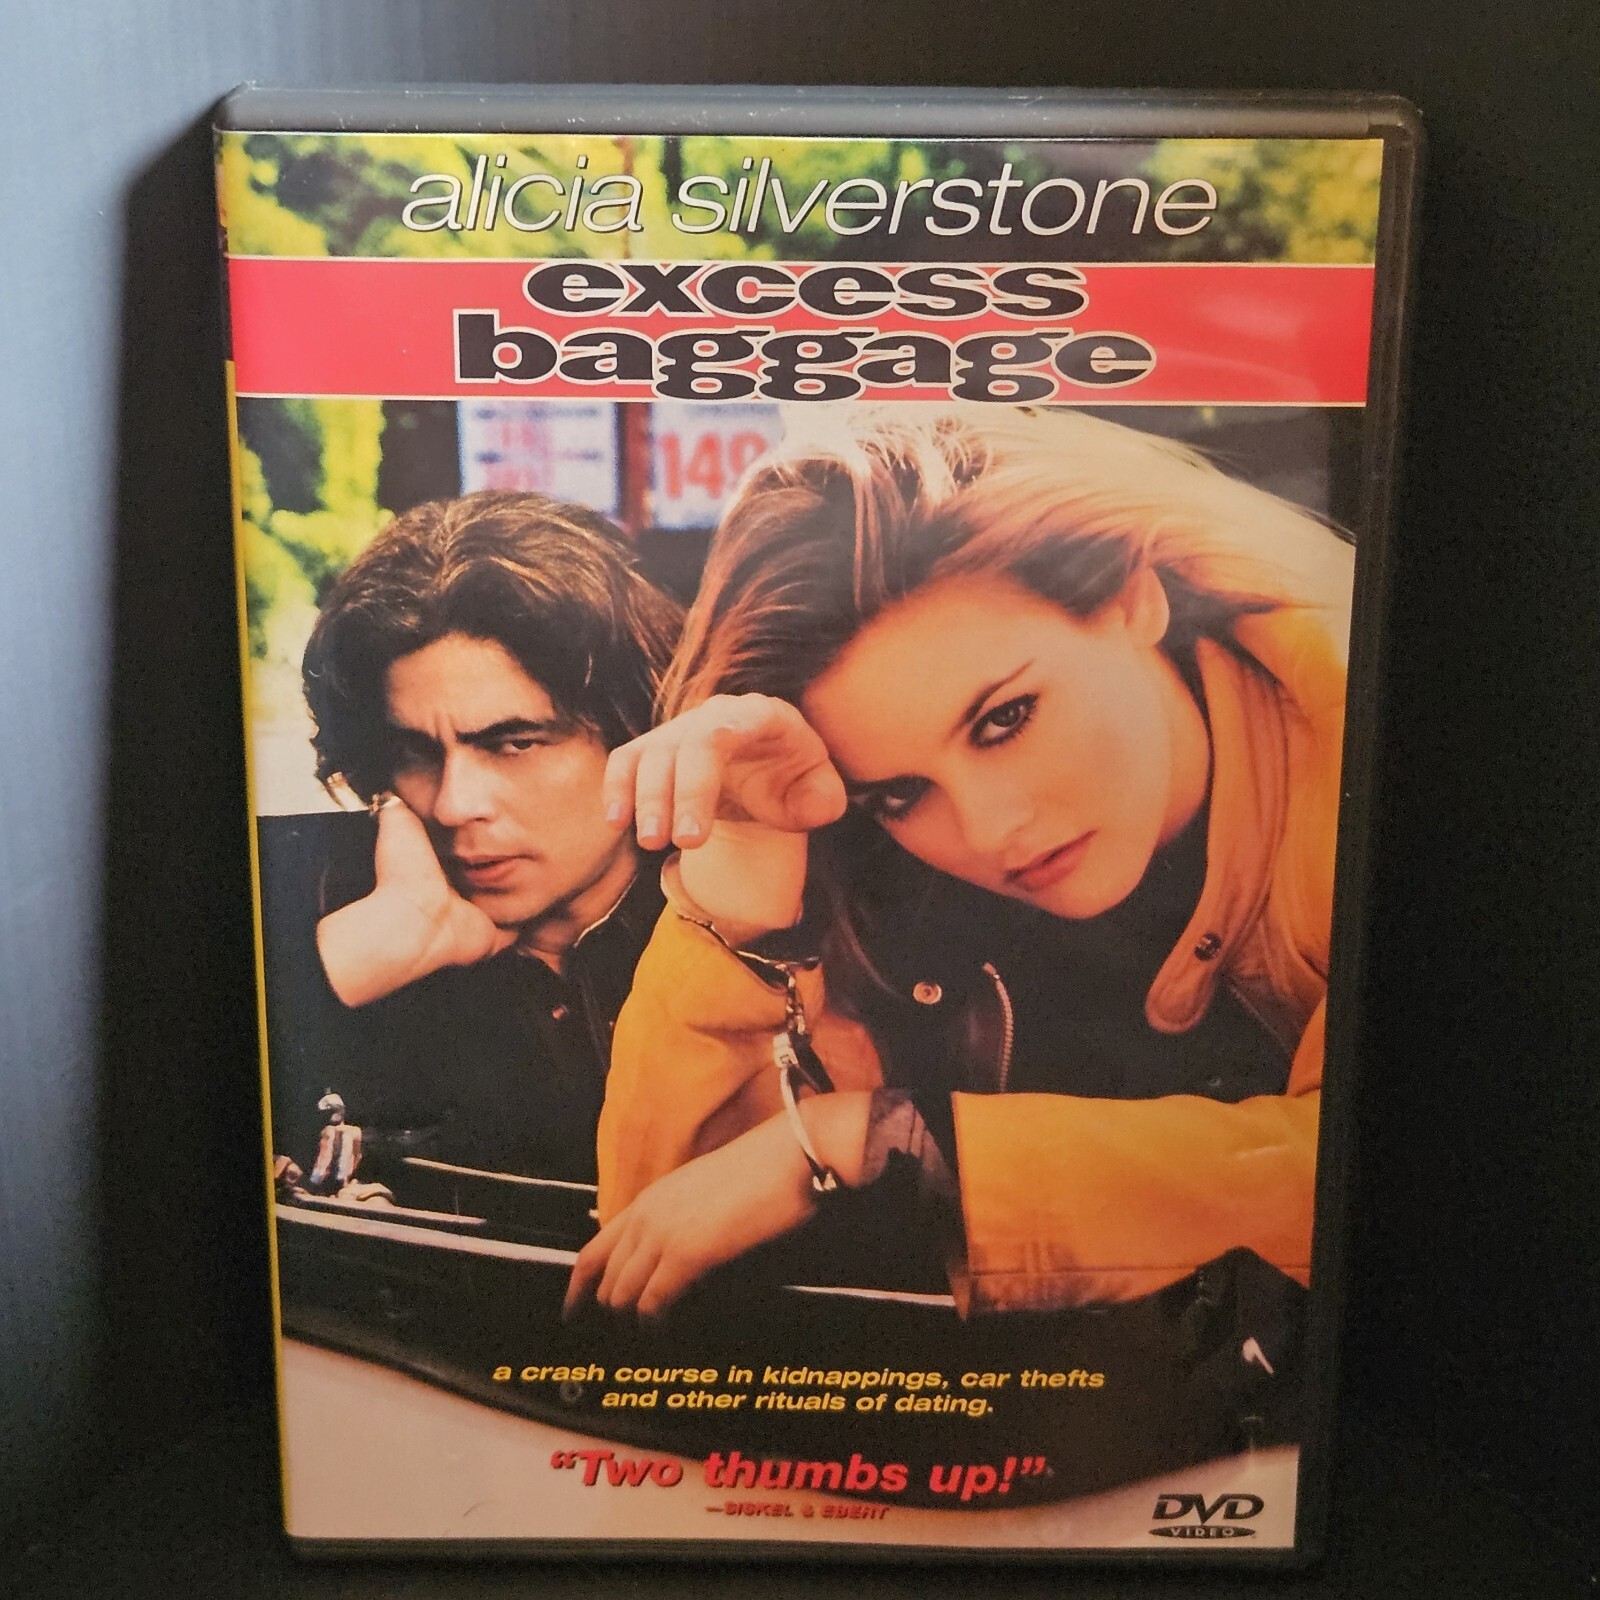 alicia silverstone
excess
baggage
149
a crash course in kidnappings, car thefts
and other rituals of dating.
“Two thumbs up!”
—SISKEL & EBERT
DVD
VIDEO